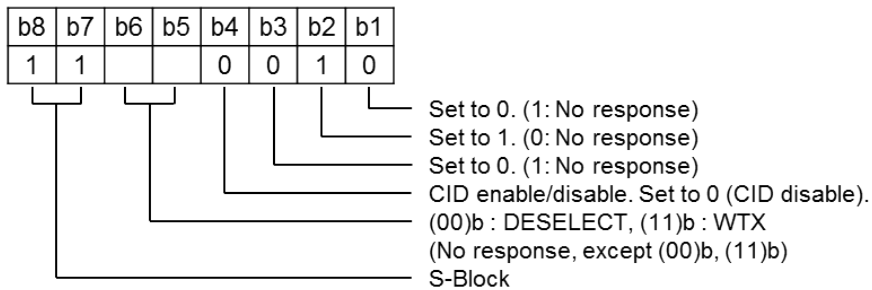 b8 b7 b6 b5 b4 b3 b2 b1
1 1 0 0 1 0
Set to 0. (1: No response)
Set to 1. (0: No response)
Set to 0. (1: No response)
CID enable/disable. Set to 0 (CID disable).
(00)b : DESELECT, (11)b : WTX
(No response, except (00)b, (11)b)
S-Block